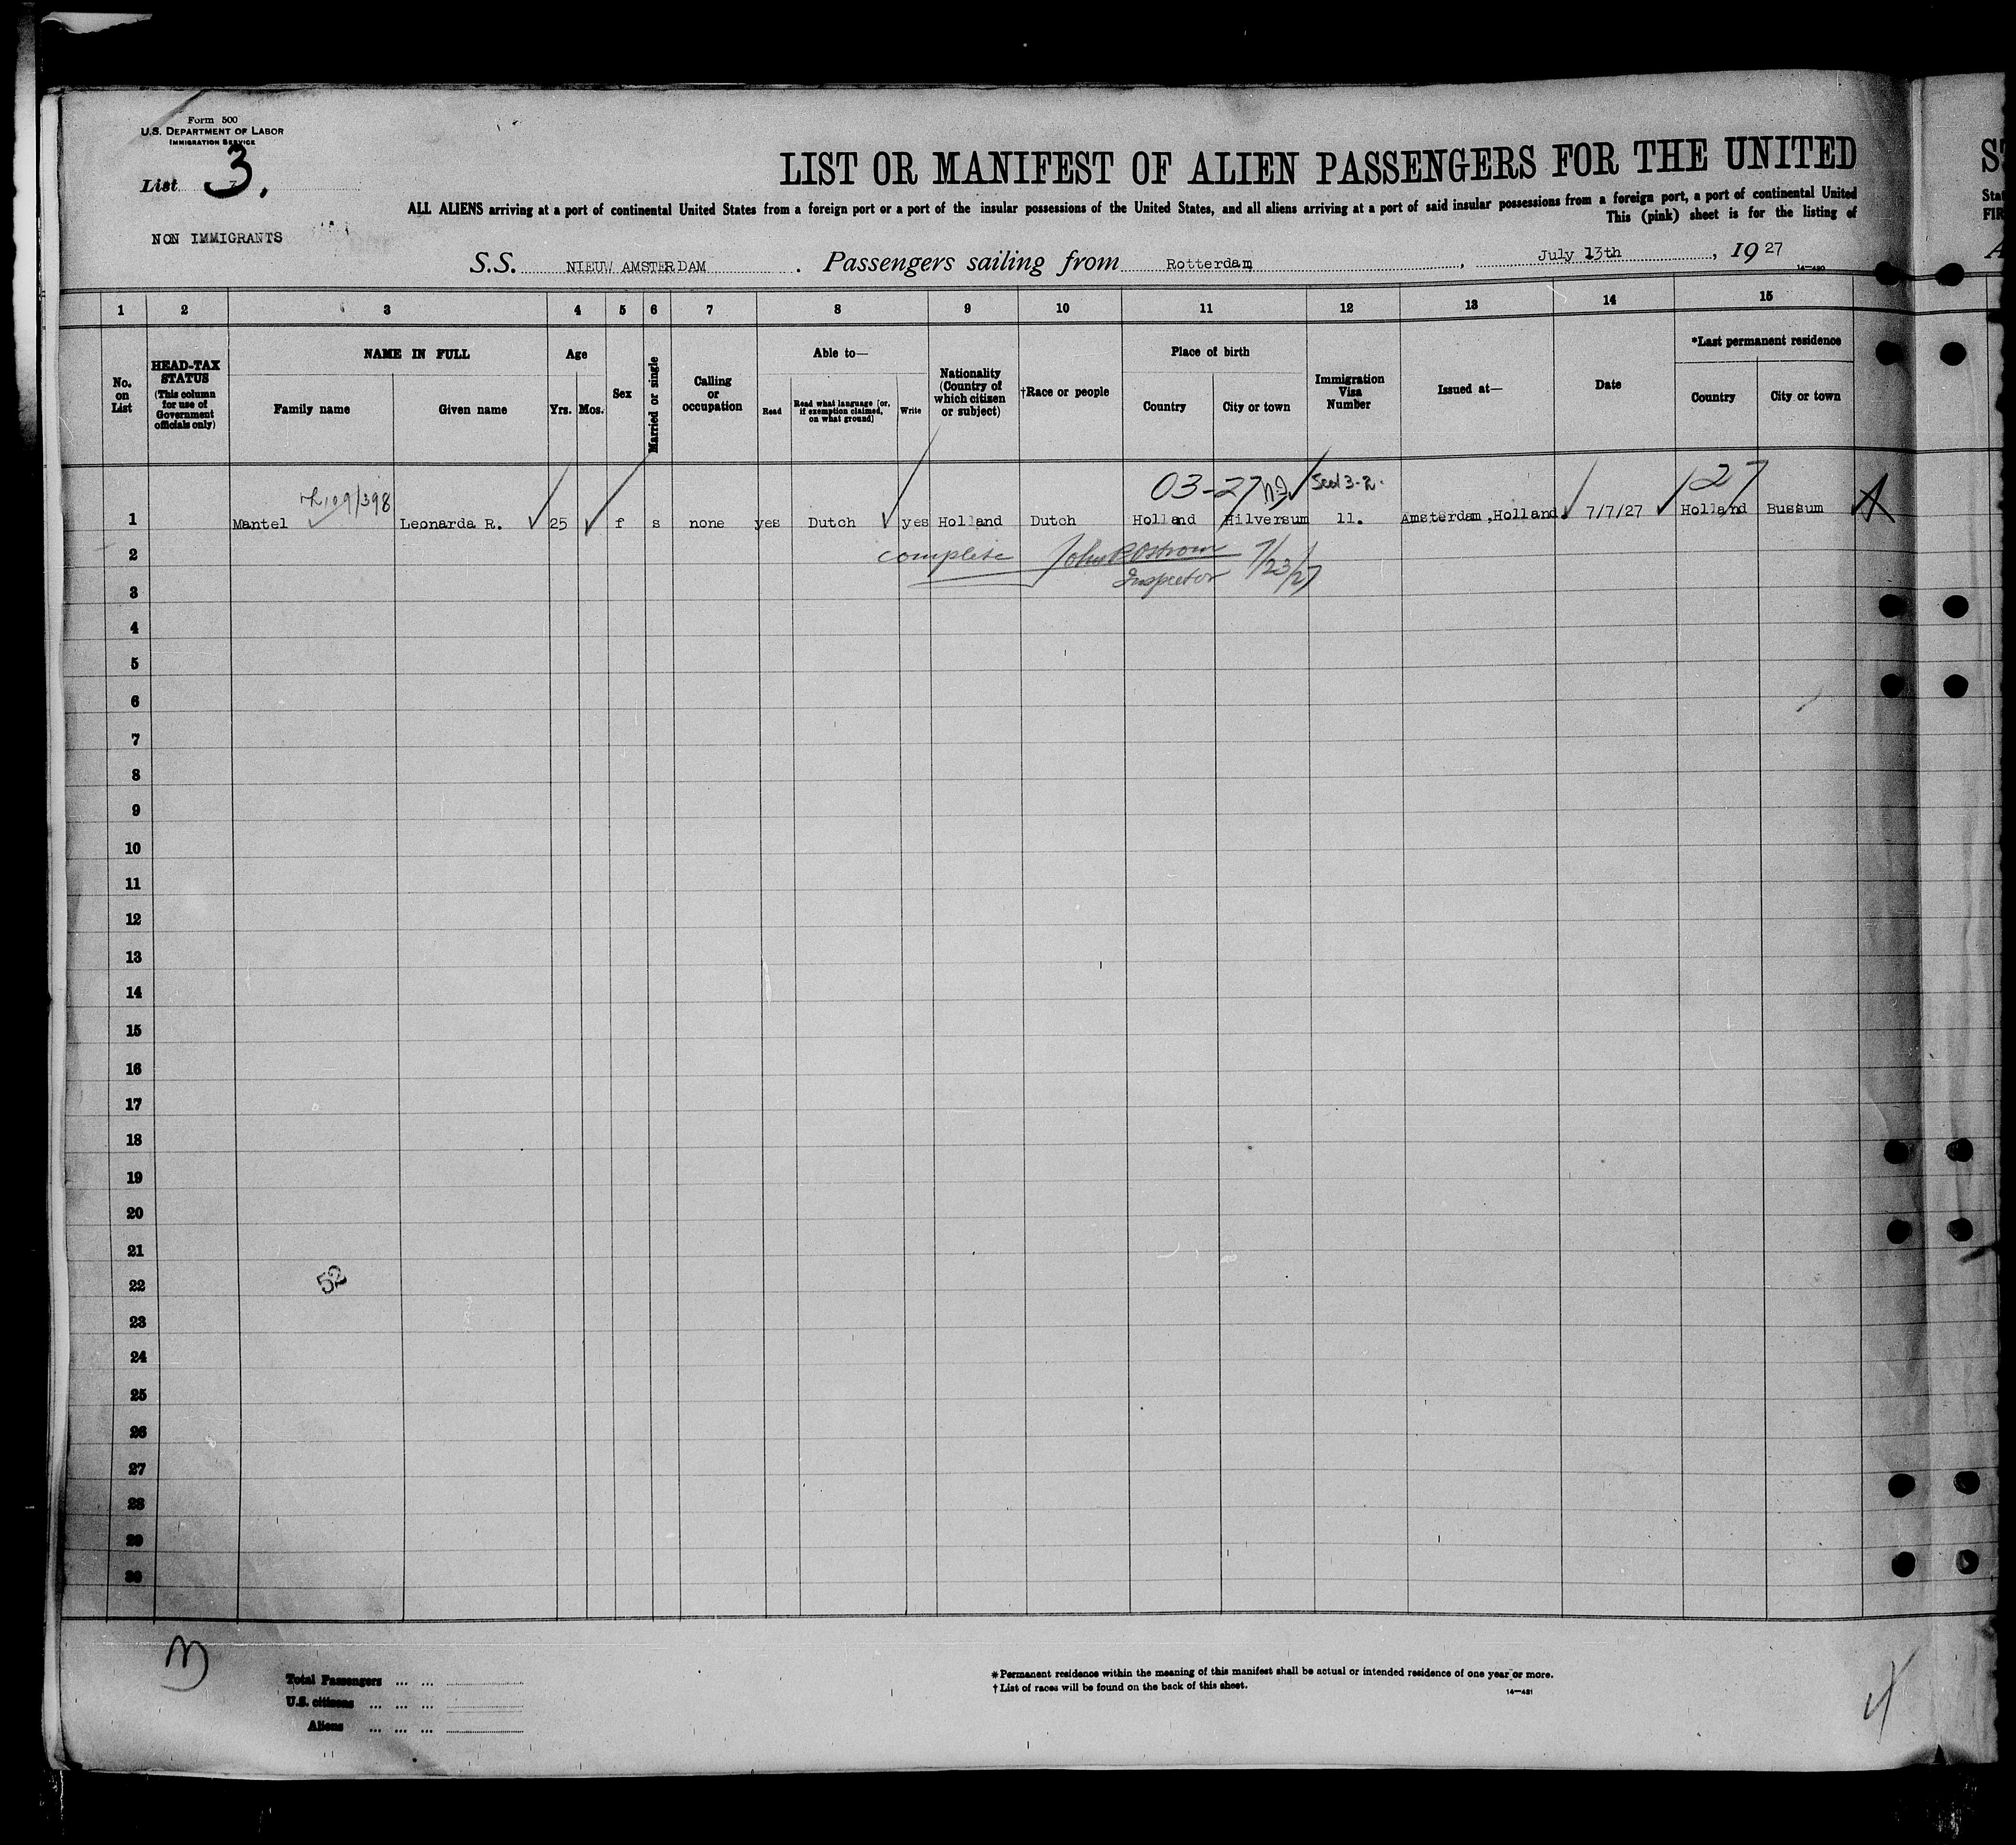 Form 500
U.S. DEPARTMENT OF LABOR
IMMIGRATION SERVICE
List 3.
NON IMMIGRANTS
LIST OR MANIFEST OF ALIEN PASSENGERS FOR THE UNITED
ALL ALIENS arriving at a port of continental United States from a foreign port or a port of the insular possessions of the United States, and all aliens arriving at a port of said insular possessions from a foreign port, a port of continental United
This (pink) sheet is for the listing of
S.S. NIEUW AMSTERDAM. Passengers sailing from Rotterdam, July 13th, 1927
14-480
1 2 3 4 5 6 7 8 9 10 11 12 13 14 15
No. on List
HEAD-TAX STATUS (This column for use of Government officials only)
NAME IN FULL
Family name
Given name
Age
Yrs. Mos.
Sex
Married or single
Calling or occupation
Able to—
Read
Read what language [or, if exemption claimed, on what ground]
Write
Nationality (Country of which citizen or subject)
†Race or people
Place of birth
Country
City or town
Immigration Visa Number
Issued at—
Date
*Last permanent residence
Country
City or town
03-27 27
1 Mantel Leonarda R. 25 f s none yes Dutch yes Holland Dutch Holland Hilversum 11. Amsterdam,Holland. 7/7/27 Holland Bussum
2 complete 7/23/27
Inspector
3
4
5
6
7
8
9
10
11
12
13
14
15
16
17
18
19
20
21
22
52
23
24
25
26
27
28
29
30
Total Passengers ... ...
U.S. citizens ... ... ...
Aliens ... ... ...
*Permanent residence within the meaning of this manifest shall be actual or intended residence of one year or more.
†List of races will be found on the back of this sheet.
14-481